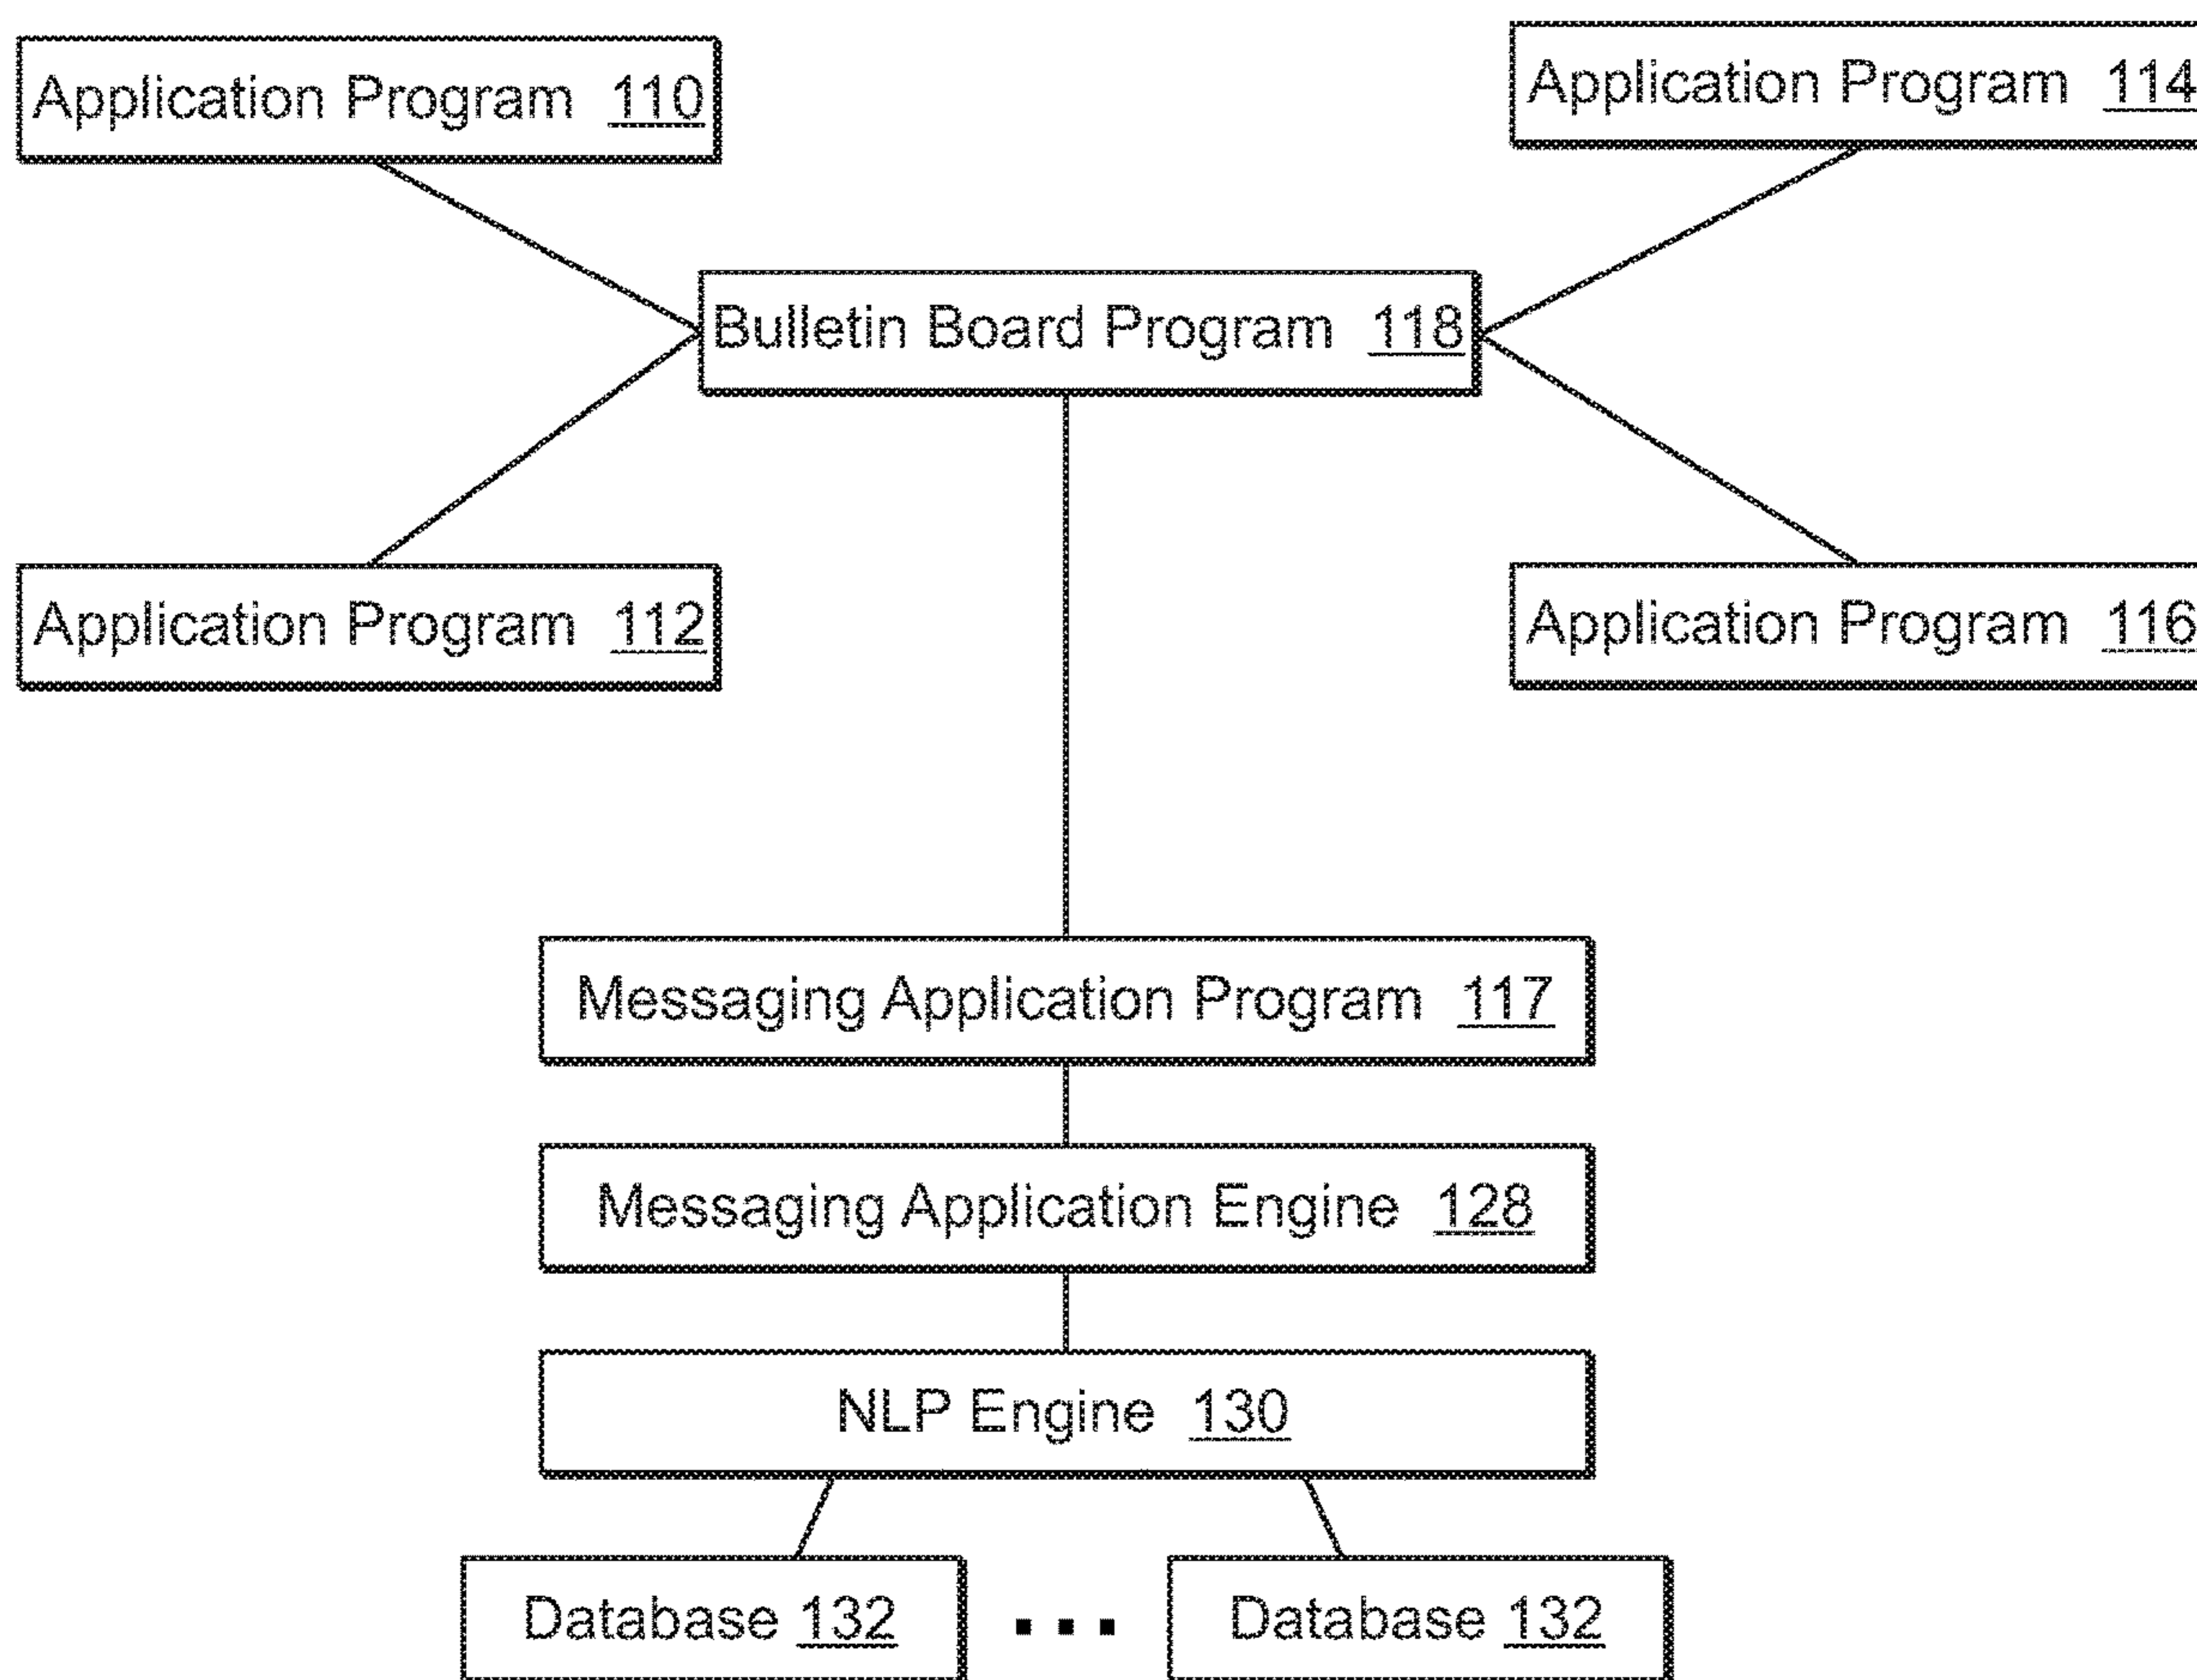 Application Program 110
Application Program 114
Bulletin Board Program 118
Application Program 112
Application Program 116
Messaging Application Program 117
Messaging Application Engine 128
NLP Engine 130
Database 132
...
Database 132